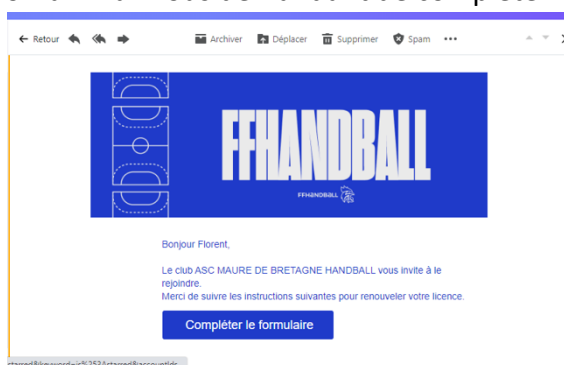 Retour
Archiver Déplacer Supprimer Spam
FFHANDBALL
FFHANDBALL
Bonjour Florent,
Le club ASC MAURE DE BRETAGNE HANDBALL vous invite à le
rejoindre.
Merci de suivre les instructions suivantes pour renouveler votre licence.
Compléter le formulaire